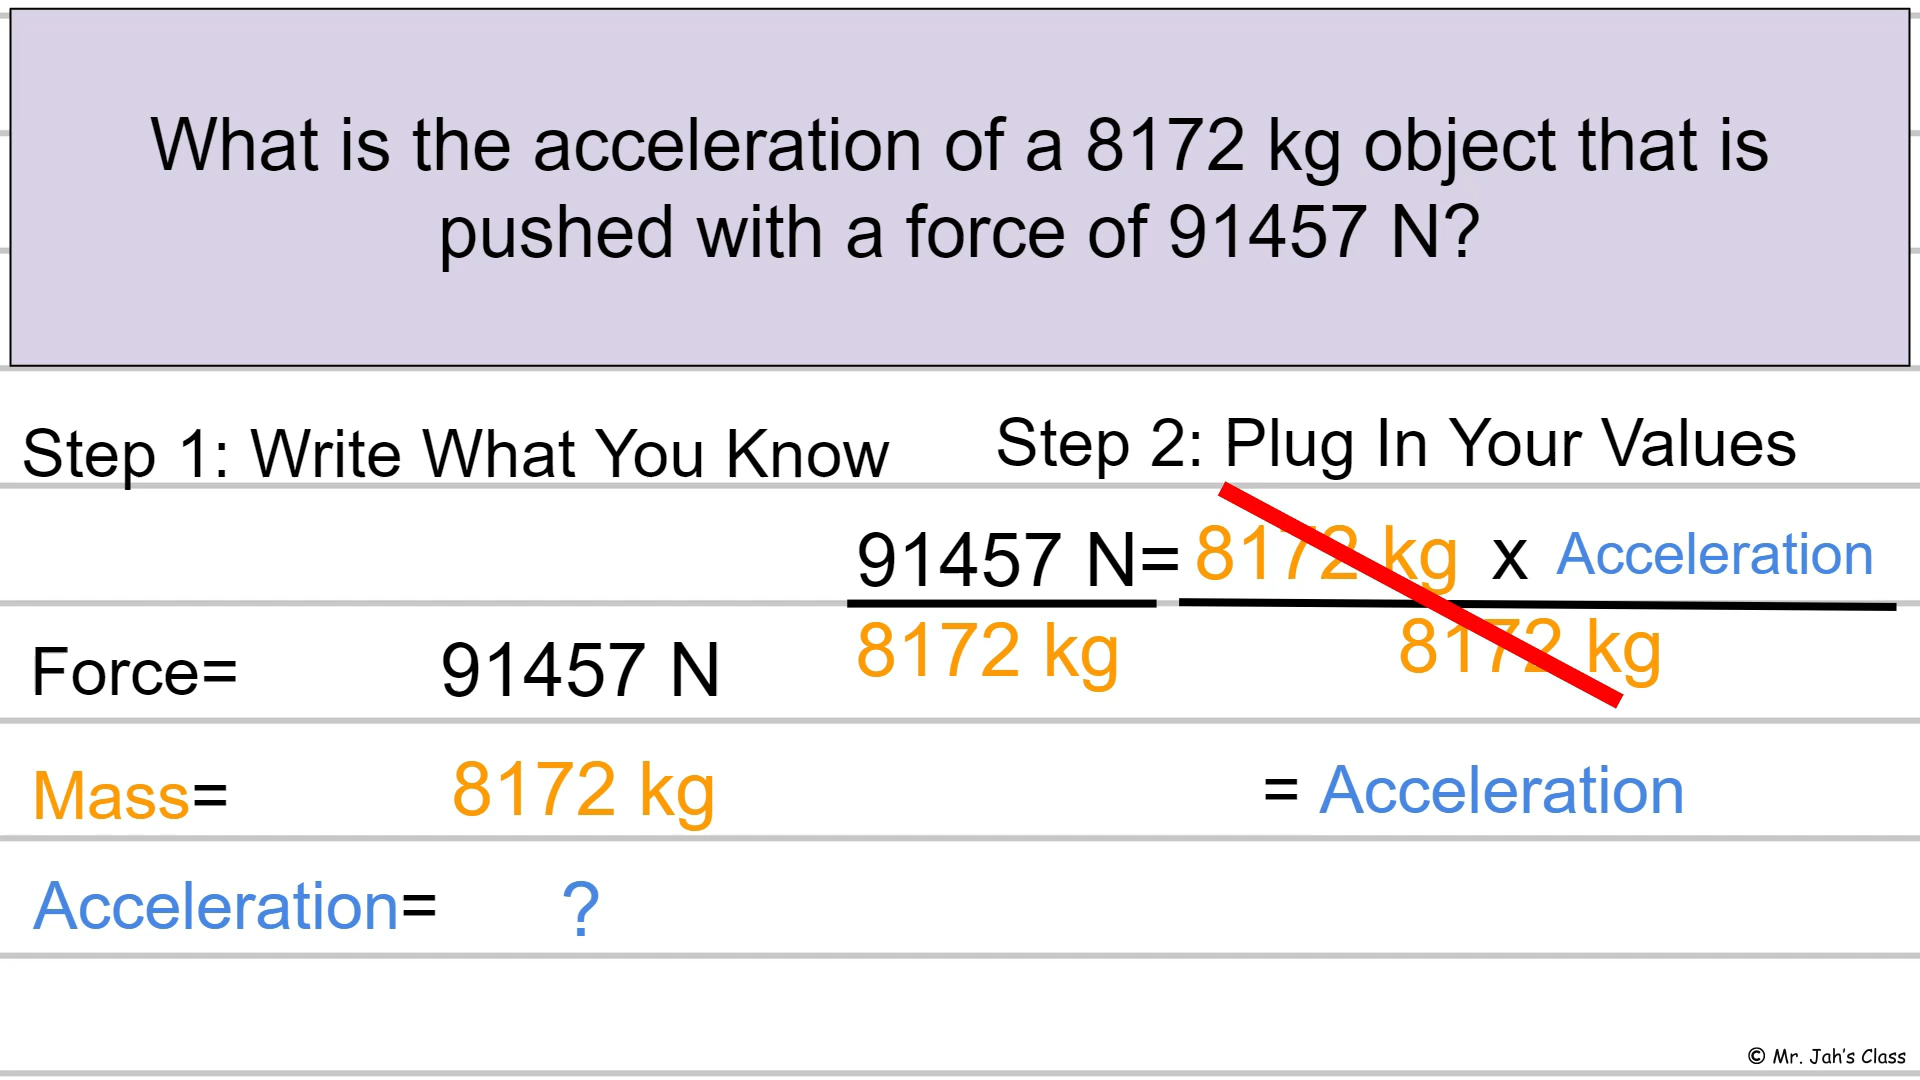 What is the acceleration of a 8172 kg object that is
pushed with a force of 91457 N?
Step 1: Write What You Know
Force= 91457 N
Mass= 8172 kg
Acceleration= ?
Step 2: Plug In Your Values
91457 N= 8172 kg x Acceleration
8172 kg 8172 kg
= Acceleration
© Mr. Jah's Class